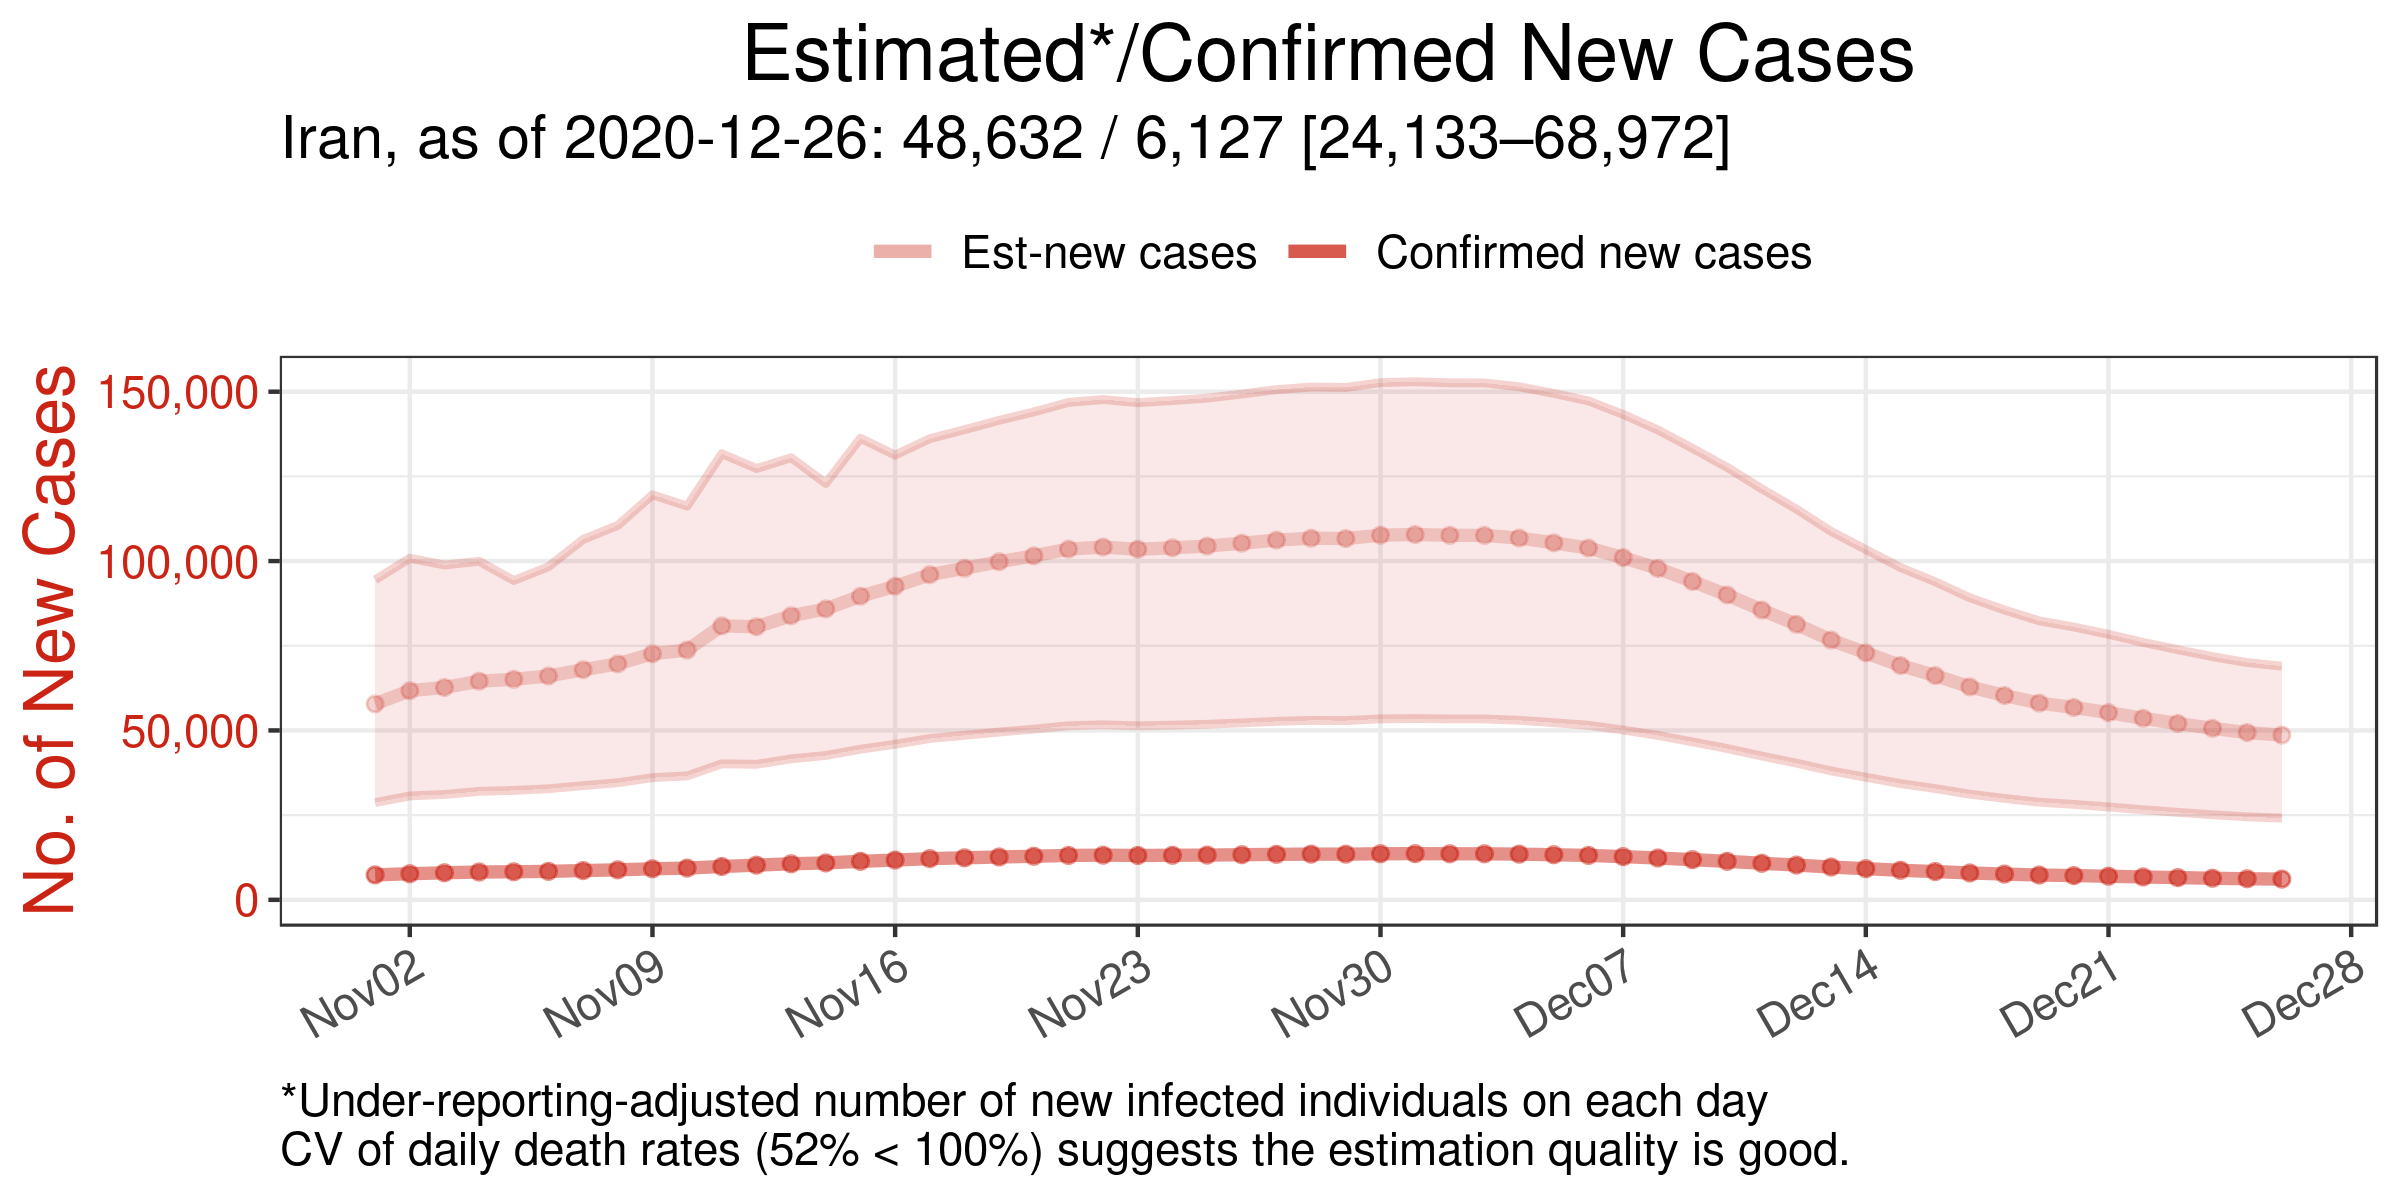 Estimated*/Confirmed New Cases
Iran, as of 2020-12-26: 48,632 / 6,127 [24,133–68,972]
Est-new cases
Confirmed new cases
No. of New Cases
150,000
100,000
50,000
0
Nov02
Nov09
Nov16
Nov23
Nov30
Dec07
Dec14
Dec21
Dec28
*Under-reporting-adjusted number of new infected individuals on each day
CV of daily death rates (52% < 100%) suggests the estimation quality is good.